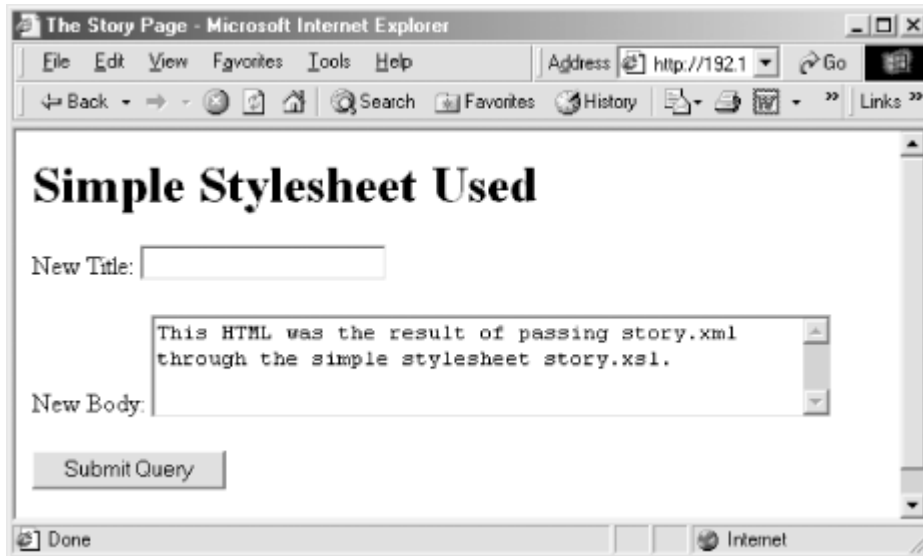 The Story Page - Microsoft Internet Explorer
File Edit View Favorites Tools Help Address http://192.1 Go
Back Search Favorites History Links
Simple Stylesheet Used
New Title:
This HTML was the result of passing story.xml
through the simple stylesheet story.xsl.
New Body:
Submit Query
Done Internet